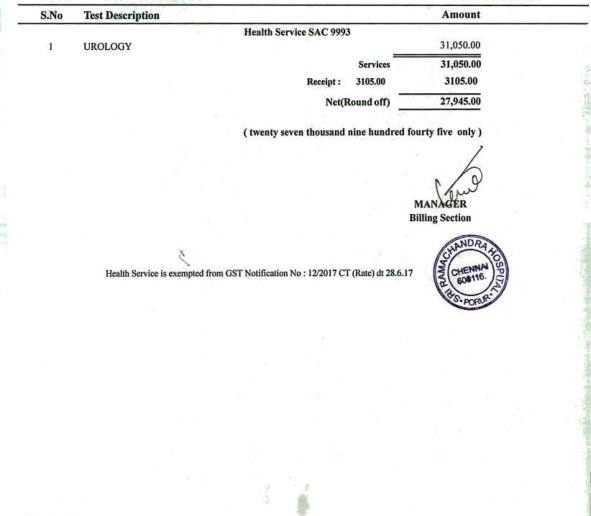 S.No Test Description Amount
Health Service SAC 9993
1 UROLOGY 31,050.00
Services 31,050.00
Receipt : 3105.00 3105.00
Net(Round off) 27,945.00
( twenty seven thousand nine hundred fourty five only )
MANAGER
Billing Section
SRI RAMACHANDRA HOSPITAL
CHENNAI
600116.
PORUR
Health Service is exempted from GST Notification No : 12/2017 CT (Rate) dt 28.6.17